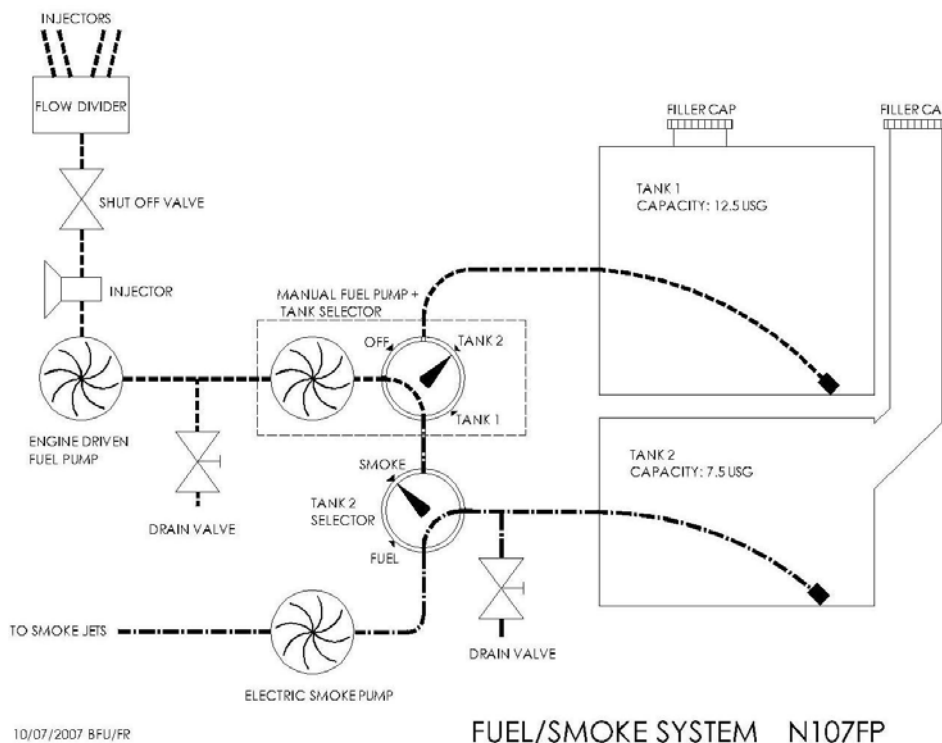 INJECTORS
FLOW DIVIDER
SHUT OFF VALVE
INJECTOR
ENGINE DRIVEN
FUEL PUMP
DRAIN VALVE
MANUAL FUEL PUMP +
TANK SELECTOR
OFF
TANK 2
TANK 1
SMOKE
TANK 2
SELECTOR
FUEL
FILLER CAP
FILLER CA
TANK 1
CAPACITY: 12.5 USG
TANK 2
CAPACITY: 7.5 USG
DRAIN VALVE
TO SMOKE JETS
ELECTRIC SMOKE PUMP
10/07/2007 BFU/FR
FUEL/SMOKE SYSTEM N107FP